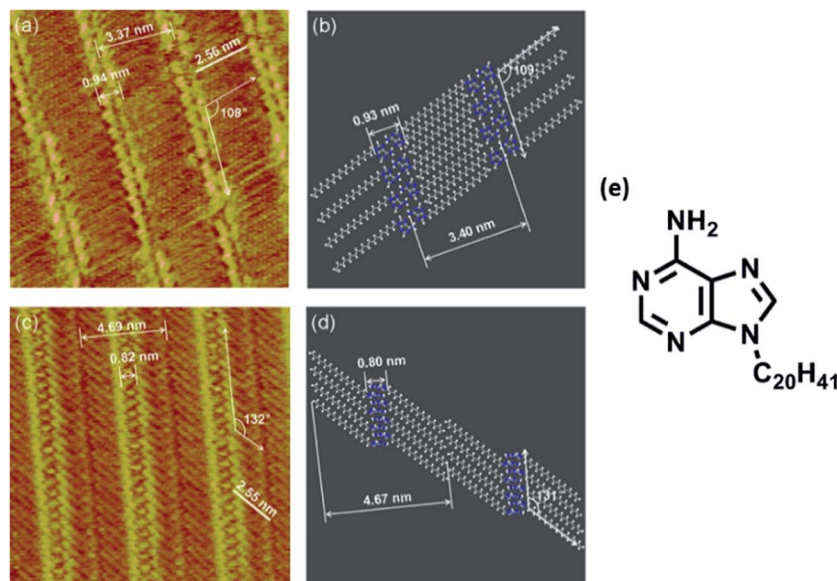 (a)
3.37 nm
2.56 nm
0.94 nm
108°
(b)
0.93 nm
109°
3.40 nm
(c)
4.69 nm
0.82 nm
132°
2.55 nm
(d)
0.80 nm
4.67 nm
131
(e)
NH2
N
N
N
N
C20H41